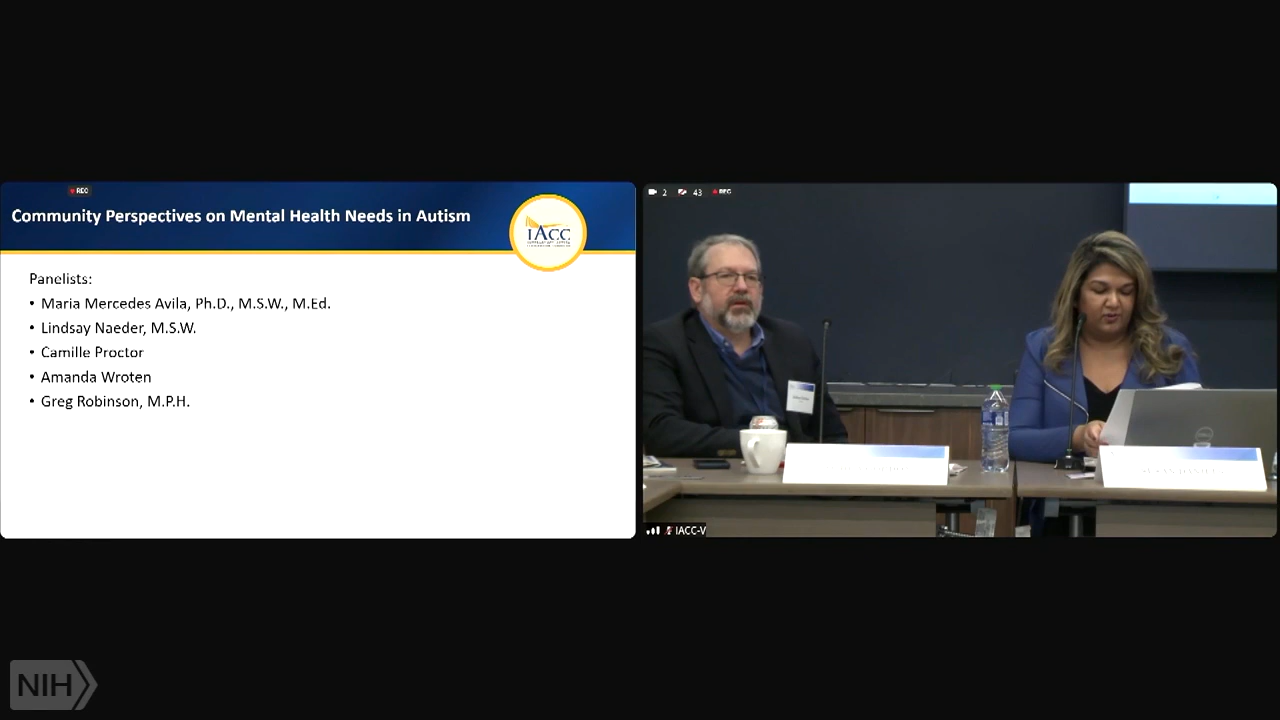 REC
Community Perspectives on Mental Health Needs in Autism
IACC
Panelists:
• Maria Mercedes Avila, Ph.D., M.S.W., M.Ed.
• Lindsay Naeder, M.S.W.
• Camille Proctor
• Amanda Wroten
• Greg Robinson, M.P.H.
2 43 REC
IACC-V
NIH